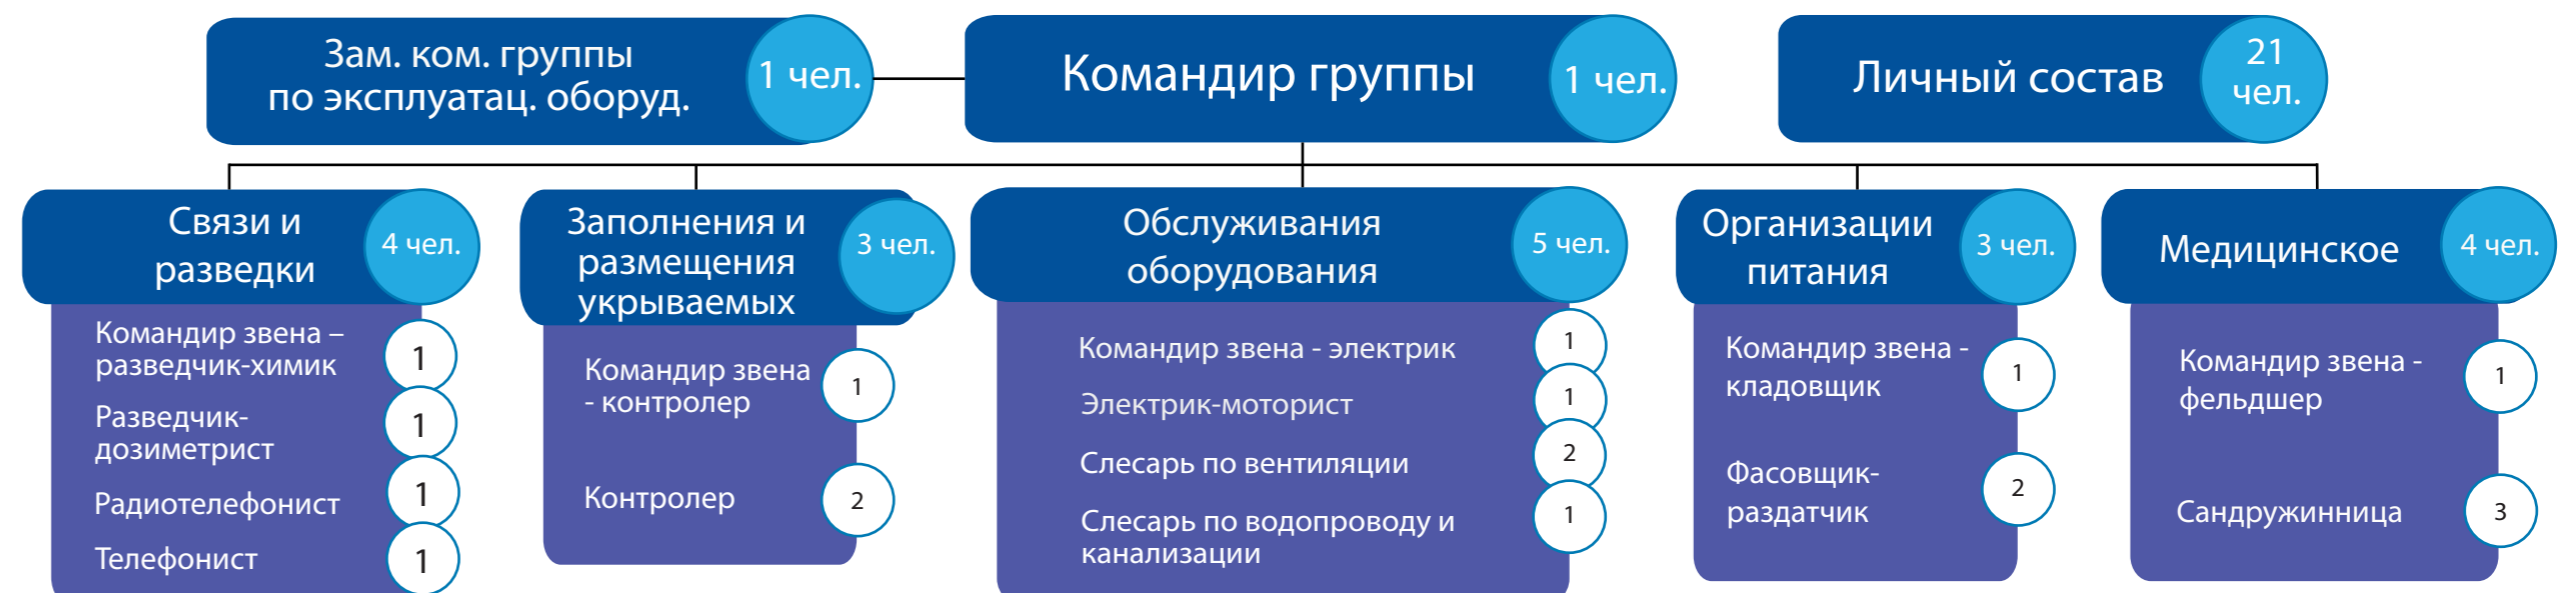 Зам. ком. группы
по эксплуатац. оборуд.
1 чел.
Командир группы
1 чел.
Личный состав
21
чел.
Связи и
разведки
4 чел.
Командир звена –
разведчик-химик
1
Разведчик-
дозиметрист
1
Радиотелефонист
1
Телефонист
1
Заполнения и
размещения
укрываемых
3 чел.
Командир звена
- контролер
1
Контролер
2
Обслуживания
оборудования
5 чел.
Командир звена - электрик
1
Электрик-моторист
1
Слесарь по вентиляции
2
Слесарь по водопроводу и
канализации
1
Организации
питания
3 чел.
Командир звена -
кладовщик
1
Фасовщик-
раздатчик
2
Медицинское
4 чел.
Командир звена -
фельдшер
1
Сандружинница
3